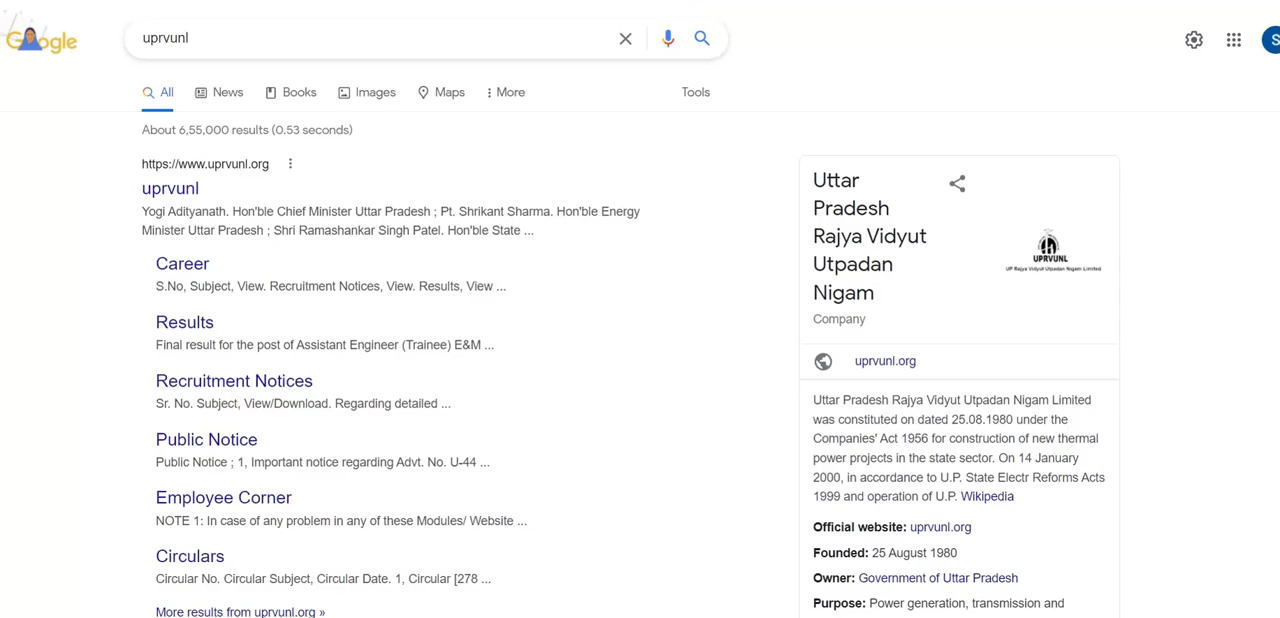 Google
uprvunl
S
All
News
Books
Images
Maps
More
Tools
About 6,55,000 results (0.53 seconds)
https://www.uprvunl.org
uprvunl
Yogi Adityanath. Hon'ble Chief Minister Uttar Pradesh ; Pt. Shrikant Sharma. Hon'ble Energy
Minister Uttar Pradesh ; Shri Ramashankar Singh Patel. Hon'ble State ...
Career
S.No, Subject, View. Recruitment Notices, View. Results, View ...
Results
Final result for the post of Assistant Engineer (Trainee) E&M ...
Recruitment Notices
Sr. No. Subject, View/Download. Regarding detailed ...
Public Notice
Public Notice ; 1, Important notice regarding Advt. No. U-44 ...
Employee Corner
NOTE 1: In case of any problem in any of these Modules/ Website ...
Circulars
Circular No. Circular Subject, Circular Date. 1, Circular [278 ...
More results from uprvunl.org »
Uttar
Pradesh
Rajya Vidyut
Utpadan
Nigam
Company
UPRVUNL
UP Rajya Vidyut Utpadan Nigam Limited
uprvunl.org
Uttar Pradesh Rajya Vidyut Utpadan Nigam Limited
was constituted on dated 25.08.1980 under the
Companies' Act 1956 for construction of new thermal
power projects in the state sector. On 14 January
2000, in accordance to U.P. State Electr Reforms Acts
1999 and operation of U.P. Wikipedia
Official website: uprvunl.org
Founded: 25 August 1980
Owner: Government of Uttar Pradesh
Purpose: Power generation, transmission and